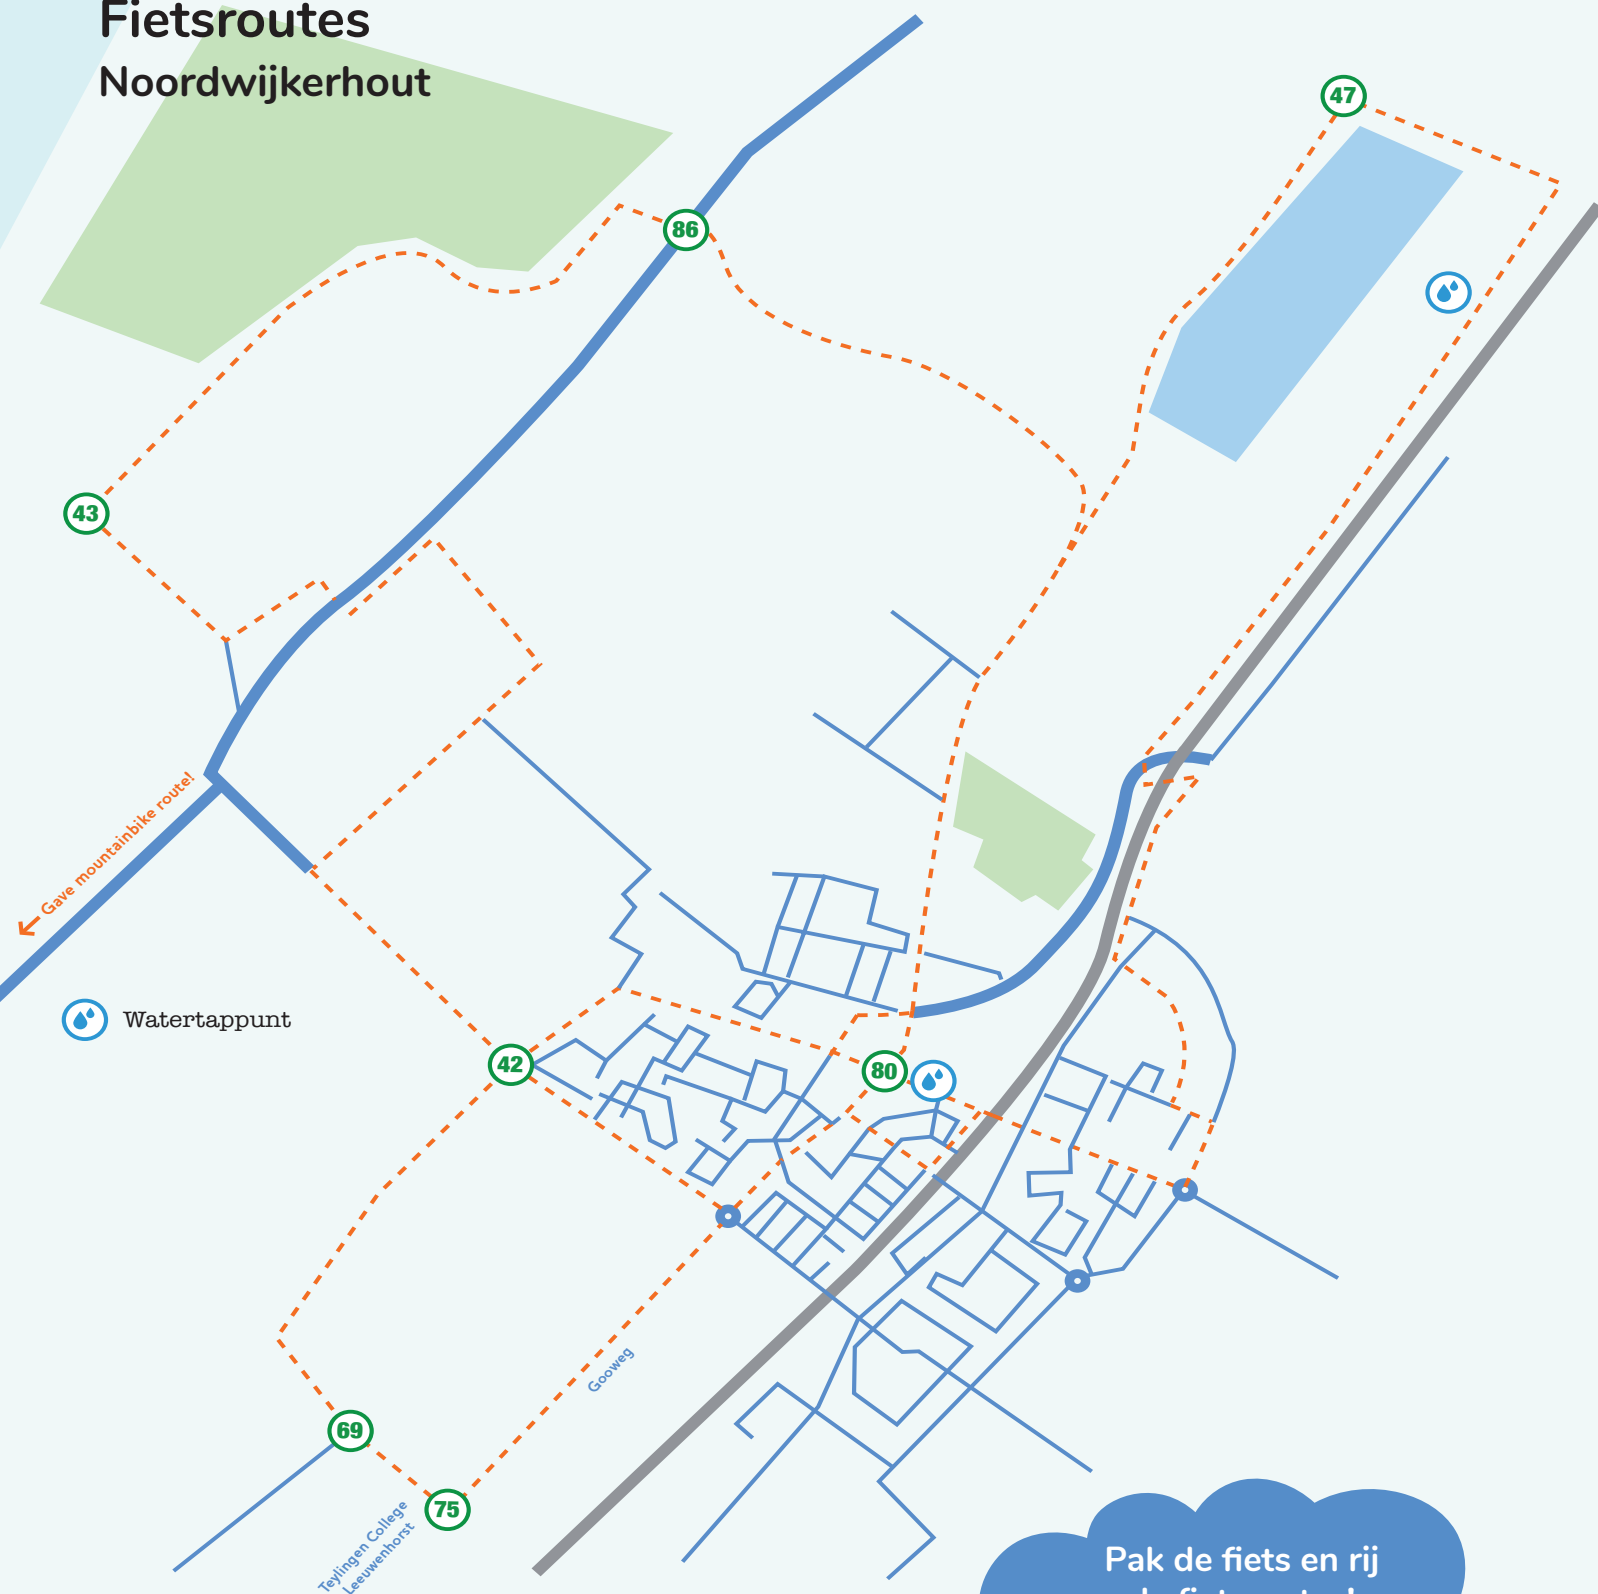 Fietsroutes
Noordwijkerhout
47
86
43
Gave mountainbike route!
Watertappunt
42
80
Gooweg
69
75
Teylingen College
Leeuwenhorst
Pak de fiets en rij